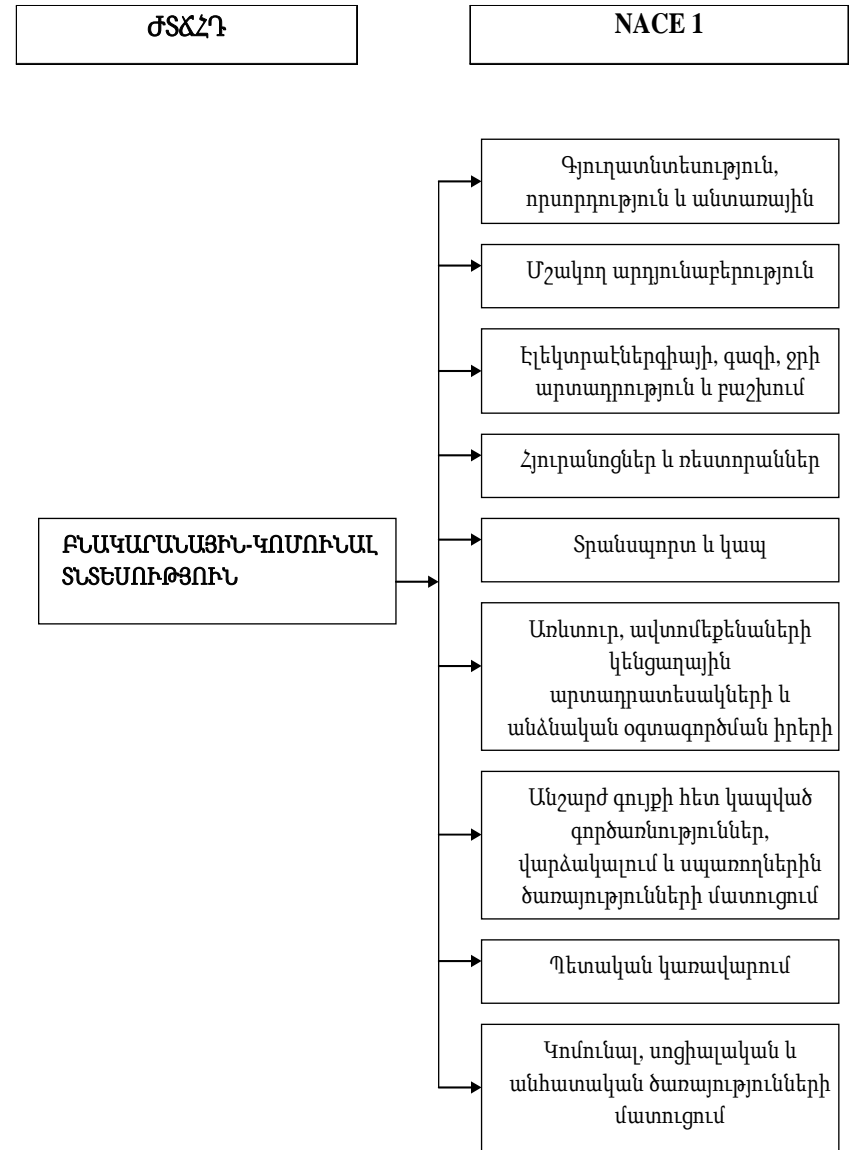 ԺՏՃՀԴ
NACE 1
Գյուղատնտեսություն,
որսորդություն և անտառային
Մշակող արդյունաբերություն
Էլեկտրաէներգիայի, գազի, ջրի
արտադրություն և բաշխում
Հյուրանոցներ և ռեստորաններ
ԲՆԱԿԱՐԱՆԱՅԻՆ-ԿՈՄՈՒՆԱԼ
ՏՆՏԵՍՈՒԹՅՈՒՆ
Տրանսպորտ և կապ
Առևտուր, ավտոմեքենաների
կենցաղային
արտադրատեսակների և
անձնական օգտագործման իրերի
Անշարժ գույքի հետ կապված
գործառնություններ,
վարձակալում և սպառողներին
ծառայությունների մատուցում
Պետական կառավարում
Կոմունալ, սոցիալական և
անհատական ծառայությունների
մատուցում